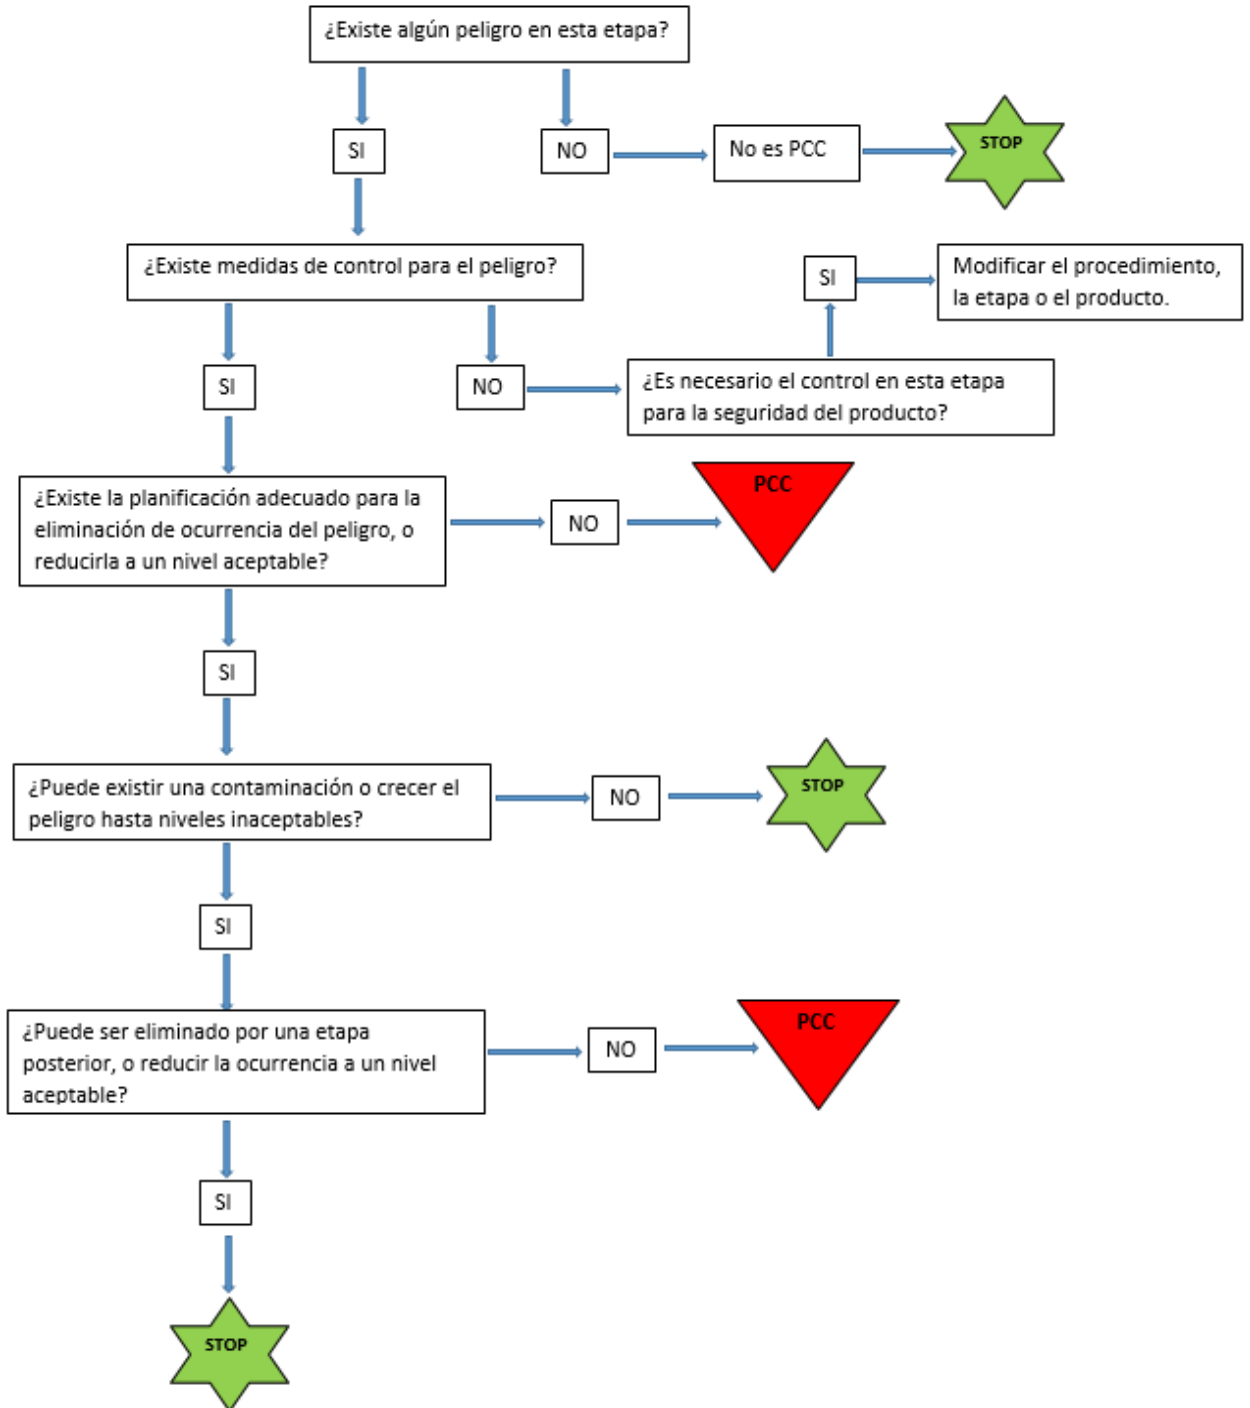 ¿Existe algún peligro en esta etapa?
SI
NO
No es PCC
STOP
¿Existe medidas de control para el peligro?
SI
Modificar el procedimiento,
la etapa o el producto.
SI
NO
¿Es necesario el control en esta etapa
para la seguridad del producto?
¿Existe la planificación adecuado para la
eliminación de ocurrencia del peligro, o
reducirla a un nivel aceptable?
NO
PCC
SI
¿Puede existir una contaminación o crecer el
peligro hasta niveles inaceptables?
NO
STOP
SI
¿Puede ser eliminado por una etapa
posterior, o reducir la ocurrencia a un nivel
aceptable?
NO
PCC
SI
STOP